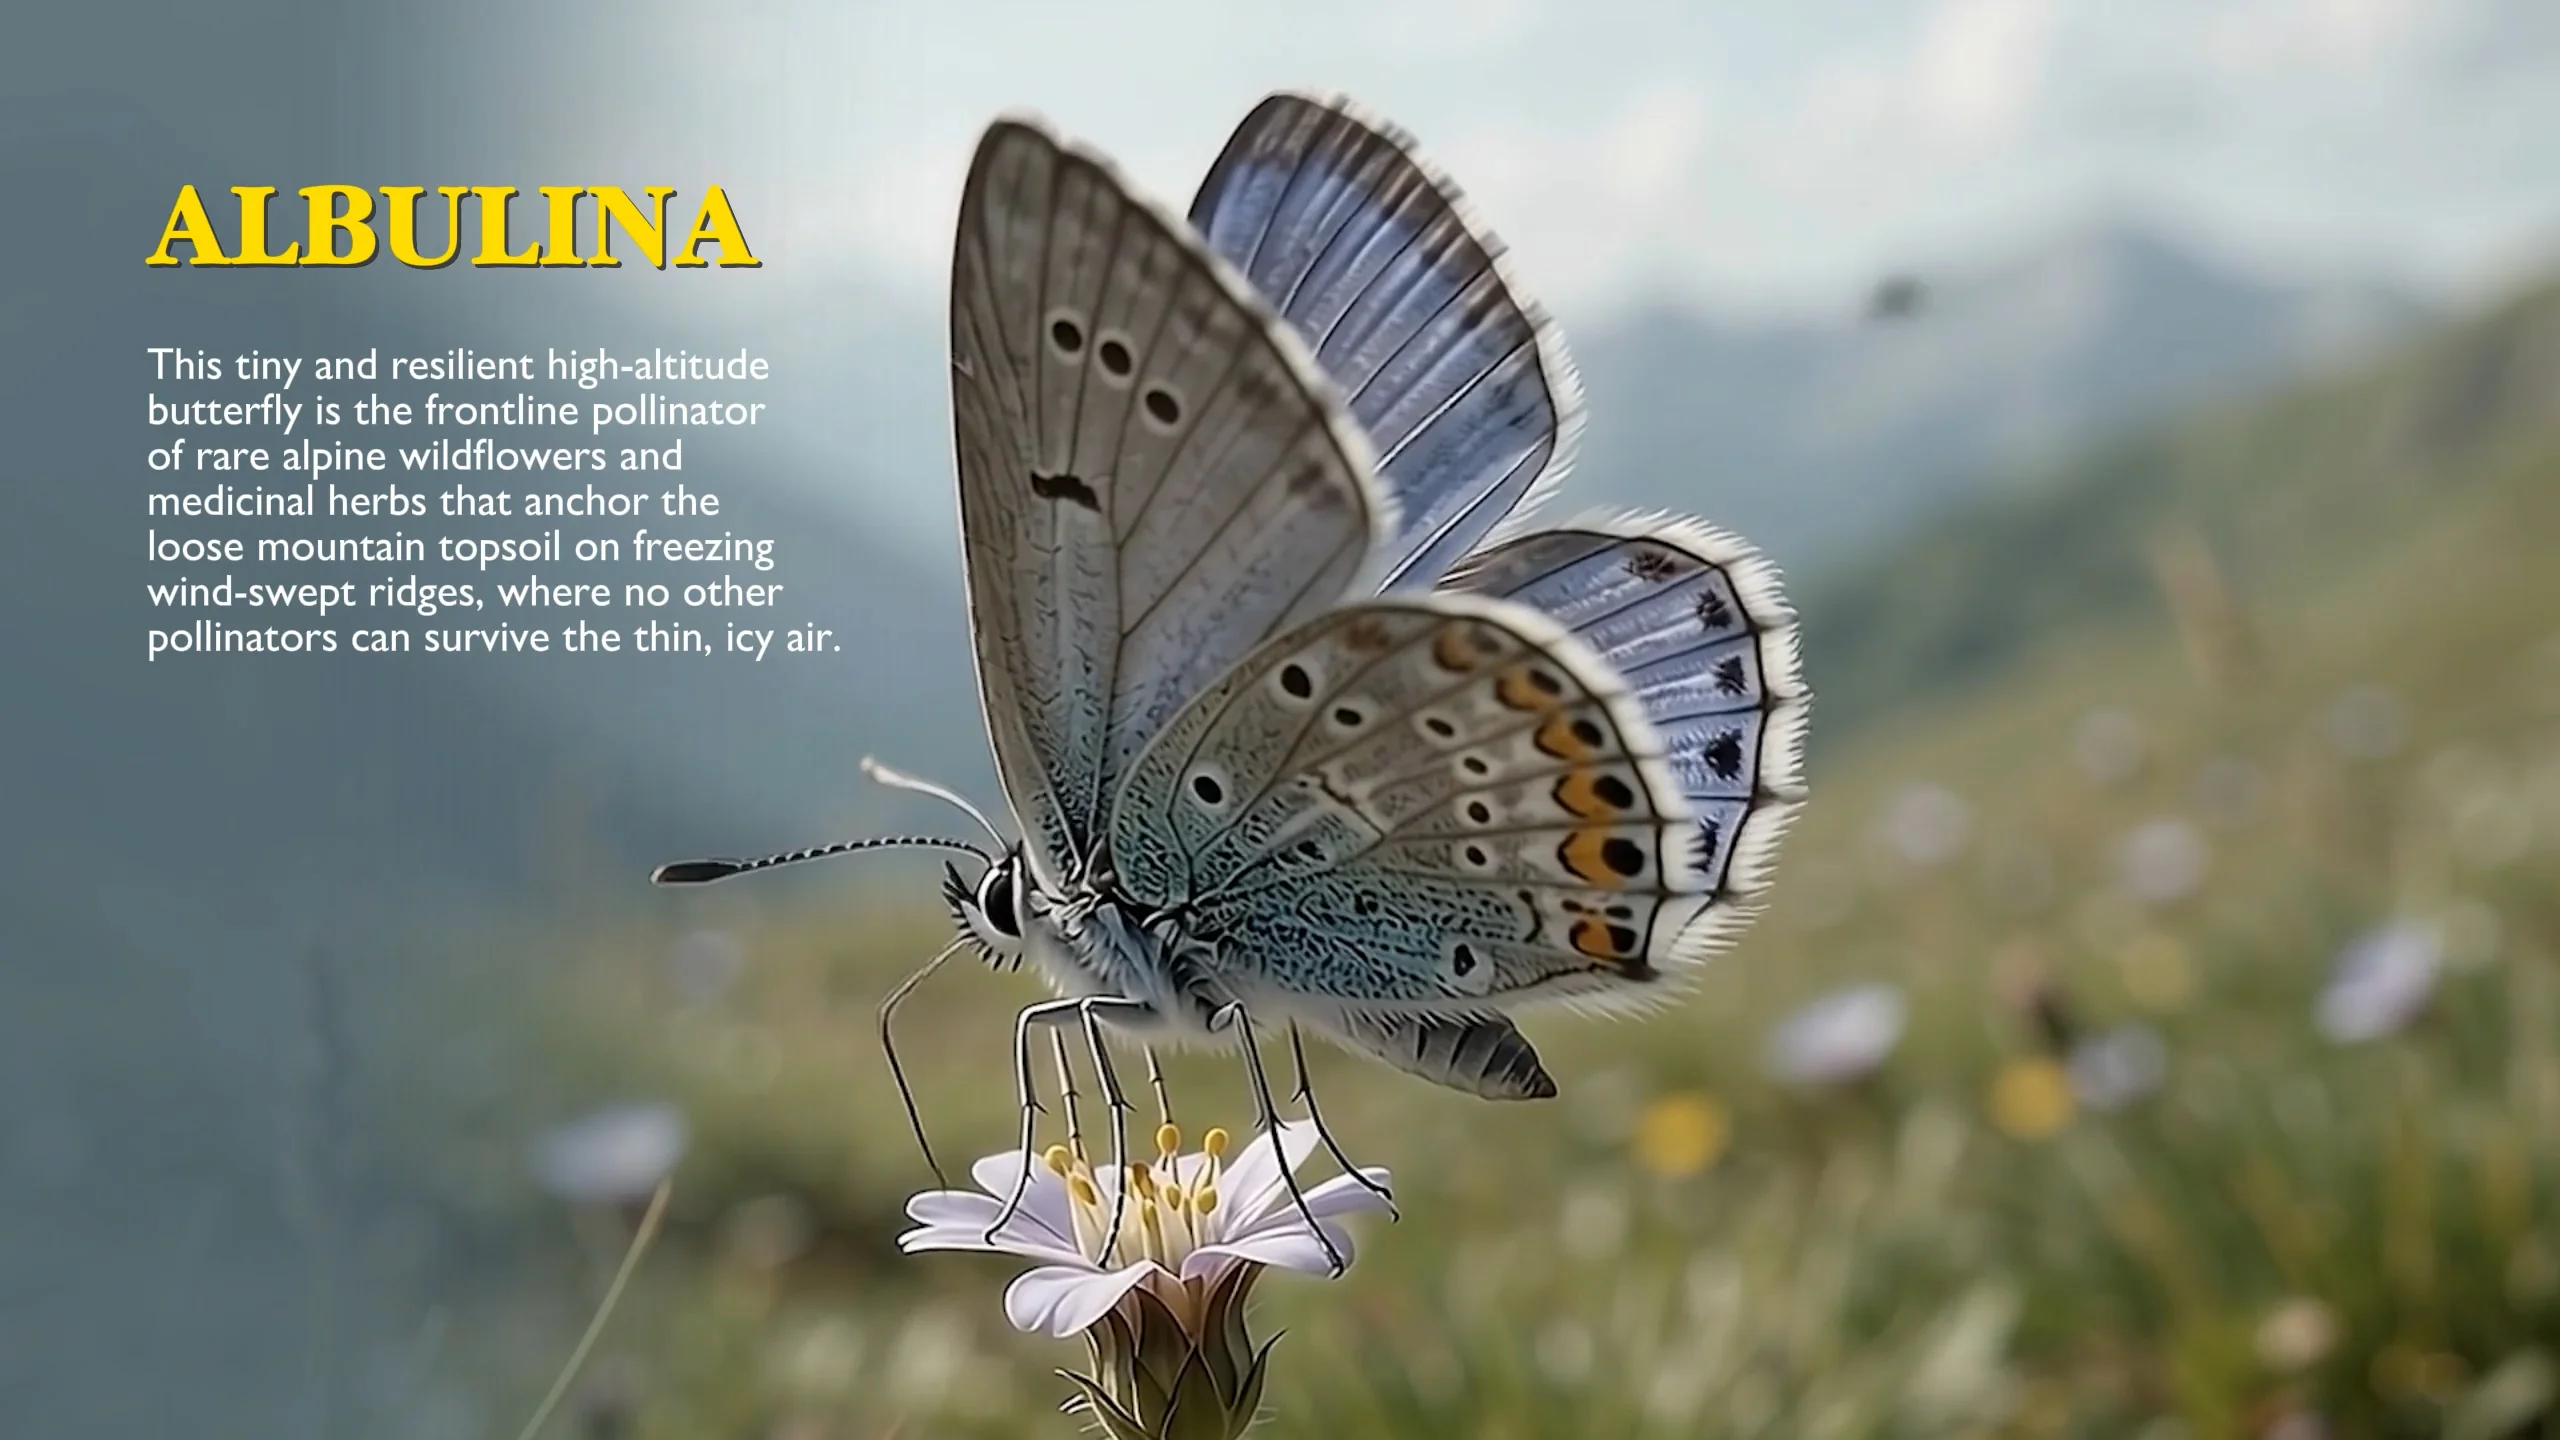 ALBULINA
This tiny and resilient high-altitude
butterfly is the frontline pollinator
of rare alpine wildflowers and
medicinal herbs that anchor the
loose mountain topsoil on freezing
wind-swept ridges, where no other
pollinators can survive the thin, icy air.